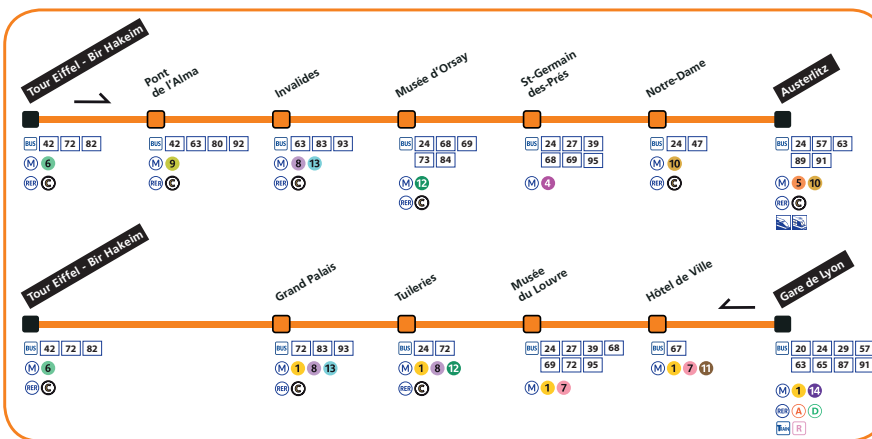 Tour Eiffel - Bir Hakeim
Pont
de l'Alma
Invalides
Musée d'Orsay
St-Germain
des-Prés
Notre-Dame
Austerlitz
BUS 42 72 82
M 6
RER C
BUS 42 63 80 92
M 9
RER C
BUS 63 83 93
M 8 13
RER C
BUS 24 68 69
73 84
M 12
RER C
BUS 24 27 39
68 69 95
M 4
BUS 24 47
M 10
RER C
BUS 24 57 63
89 91
M 5 10
RER C
Tour Eiffel - Bir Hakeim
Grand Palais
Tuileries
Musée
du Louvre
Hôtel de Ville
Gare de Lyon
BUS 42 72 82
M 6
RER C
BUS 72 83 93
M 1 8 13
RER C
BUS 24 72
M 1 8 12
RER C
BUS 24 27 39 68
69 72 95
M 1 7
BUS 67
M 1 7 11
BUS 20 24 29 57
63 65 87 91
M 1 14
RER A D
TRAIN R